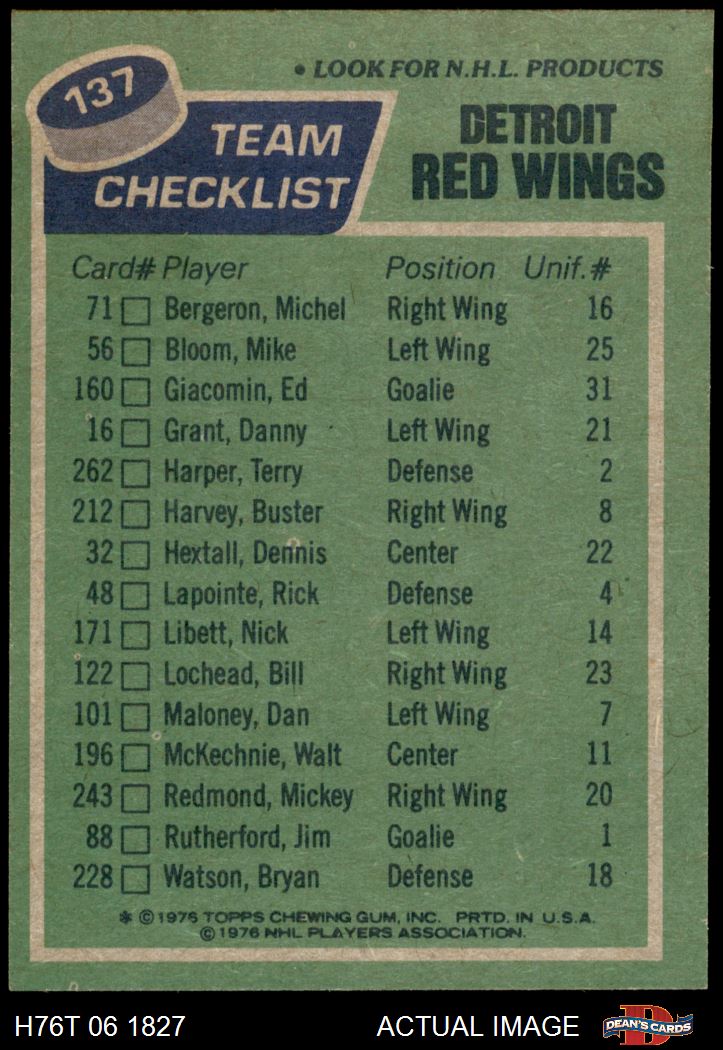 137
• LOOK FOR N.H.L. PRODUCTS
TEAM CHECKLIST
DETROIT RED WINGS
Card# Player Position Unif.#
71 Bergeron, Michel Right Wing 16
56 Bloom, Mike Left Wing 25
160 Giacomin, Ed Goalie 31
16 Grant, Danny Left Wing 21
262 Harper, Terry Defense 2
212 Harvey, Buster Right Wing 8
32 Hextall, Dennis Center 22
48 Lapointe, Rick Defense 4
171 Libett, Nick Left Wing 14
122 Lochead, Bill Right Wing 23
101 Maloney, Dan Left Wing 7
196 McKechnie, Walt Center 11
243 Redmond, Mickey Right Wing 20
88 Rutherford, Jim Goalie 1
228 Watson, Bryan Defense 18
* ©1976 TOPPS CHEWING GUM, INC. PRTD. IN U.S.A.
©1976 NHL PLAYERS ASSOCIATION.
H76T 06 1827 ACTUAL IMAGE
D
DEAN'S CARDS